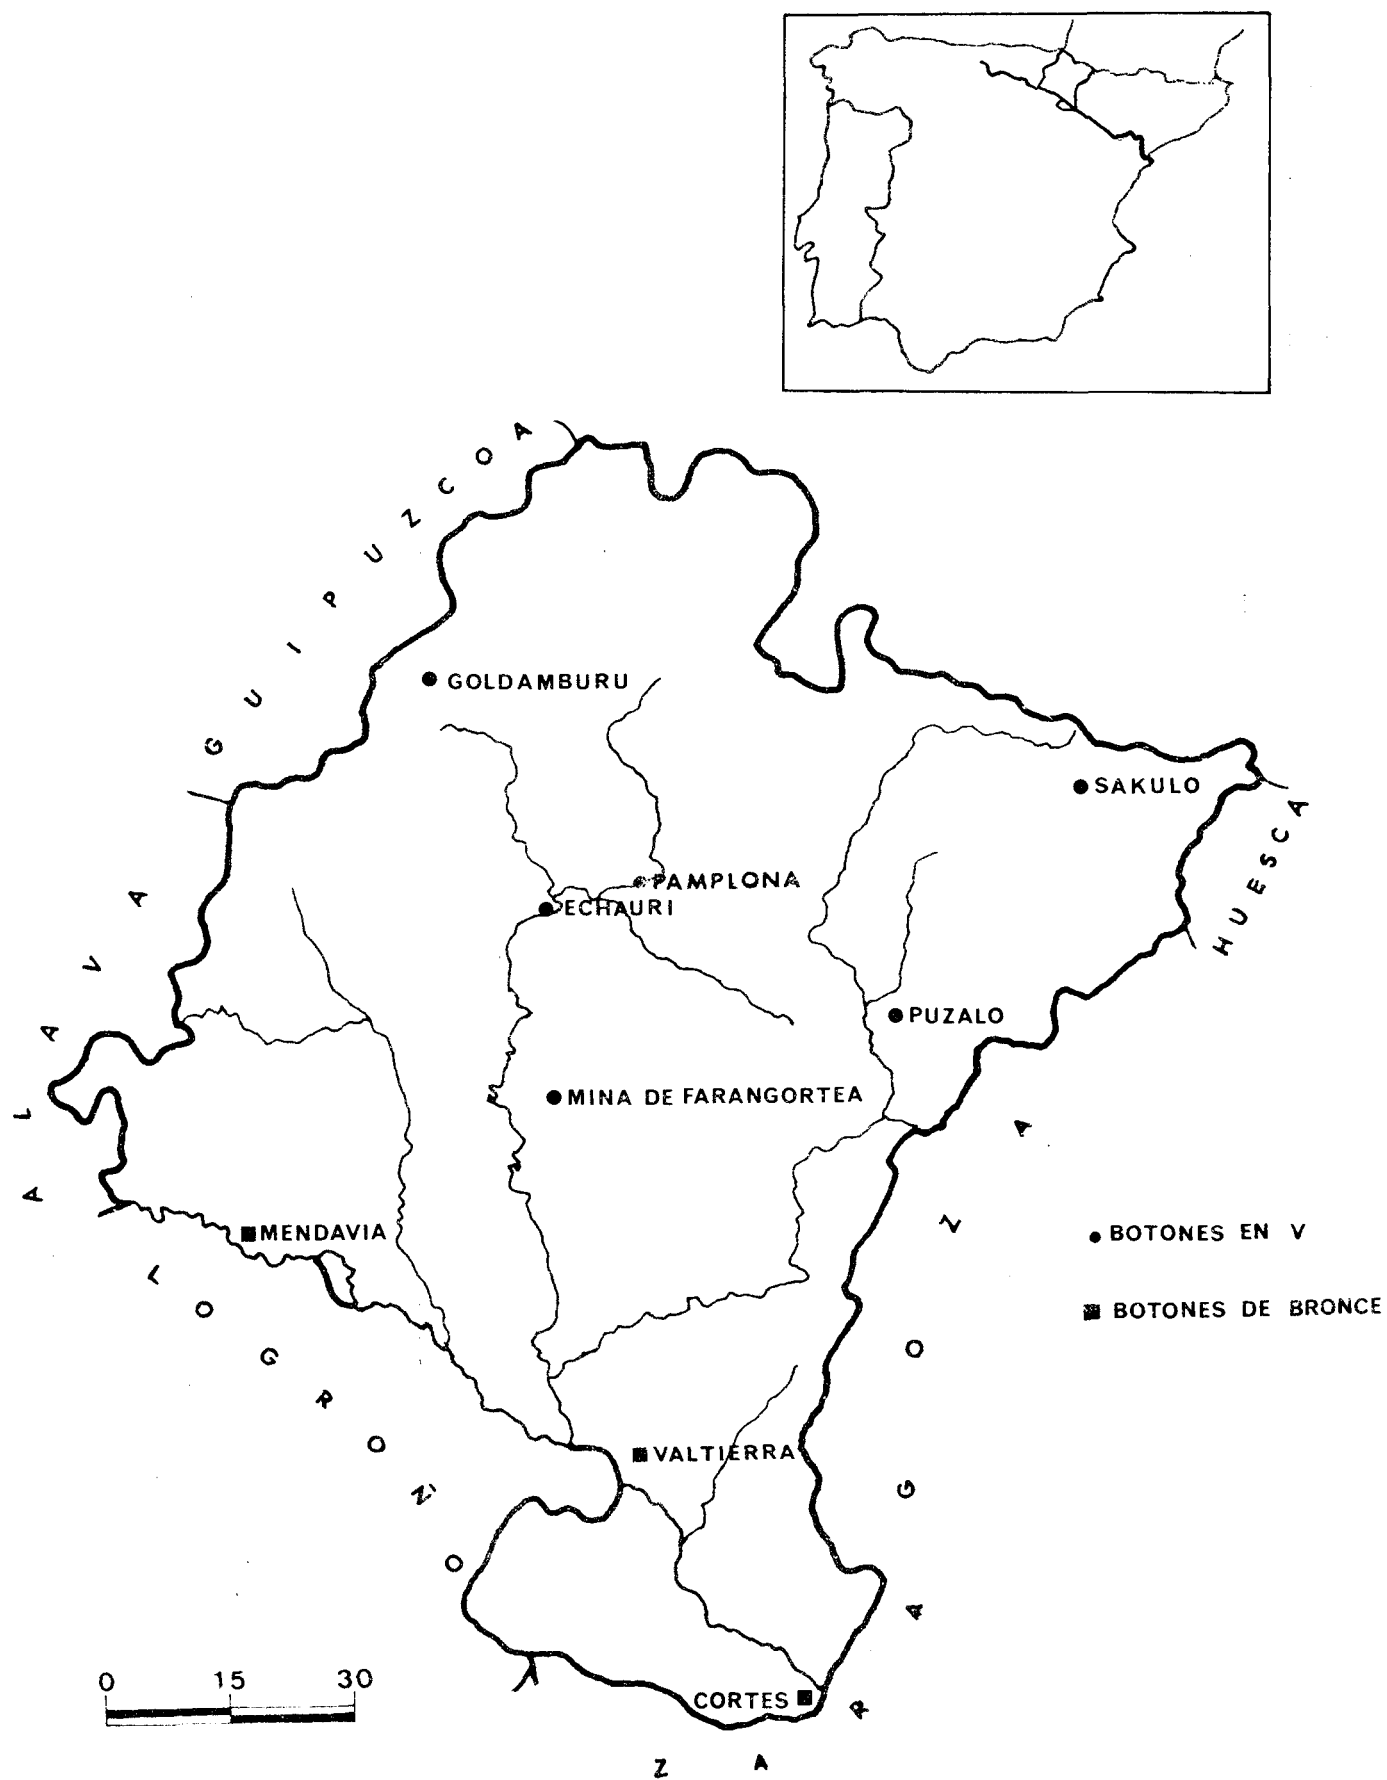 GUIPUZCOA
GOLDAMBURU
SAKULO
HUESCA
PAMPLONA
ECHAURI
ALAVA
PUZALO
MINA DE FARANGORTEA
MENDAVIA
BOTONES EN V
BOTONES DE BRONCE
LOGROÑO
VALTIERRA
ZARAGOZA
0 15 30
CORTES